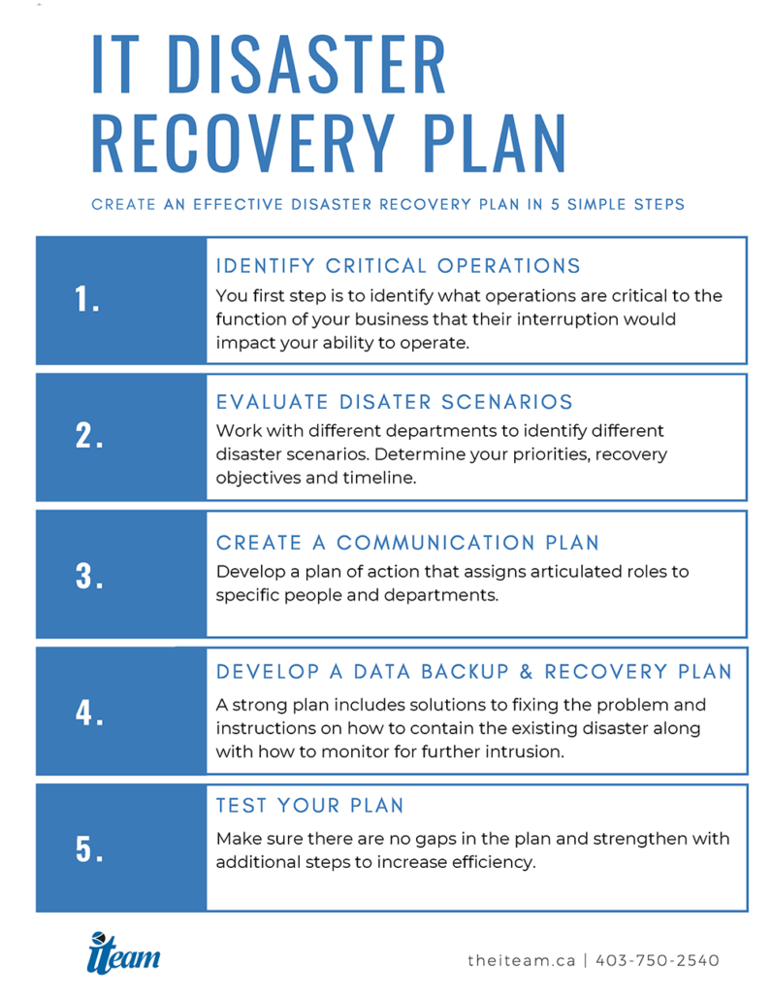 IT DISASTER
RECOVERY PLAN
CREATE AN EFFECTIVE DISASTER RECOVERY PLAN IN 5 SIMPLE STEPS
1.
IDENTIFY CRITICAL OPERATIONS
You first step is to identify what operations are critical to the
function of your business that their interruption would
impact your ability to operate.
2.
EVALUATE DISATER SCENARIOS
Work with different departments to identify different
disaster scenarios. Determine your priorities, recovery
objectives and timeline.
3.
CREATE A COMMUNICATION PLAN
Develop a plan of action that assigns articulated roles to
specific people and departments.
4.
DEVELOP A DATA BACKUP & RECOVERY PLAN
A strong plan includes solutions to fixing the problem and
instructions on how to contain the existing disaster along
with how to monitor for further intrusion.
5.
TEST YOUR PLAN
Make sure there are no gaps in the plan and strengthen with
additional steps to increase efficiency.
iTeam
theiteam.ca | 403-750-2540